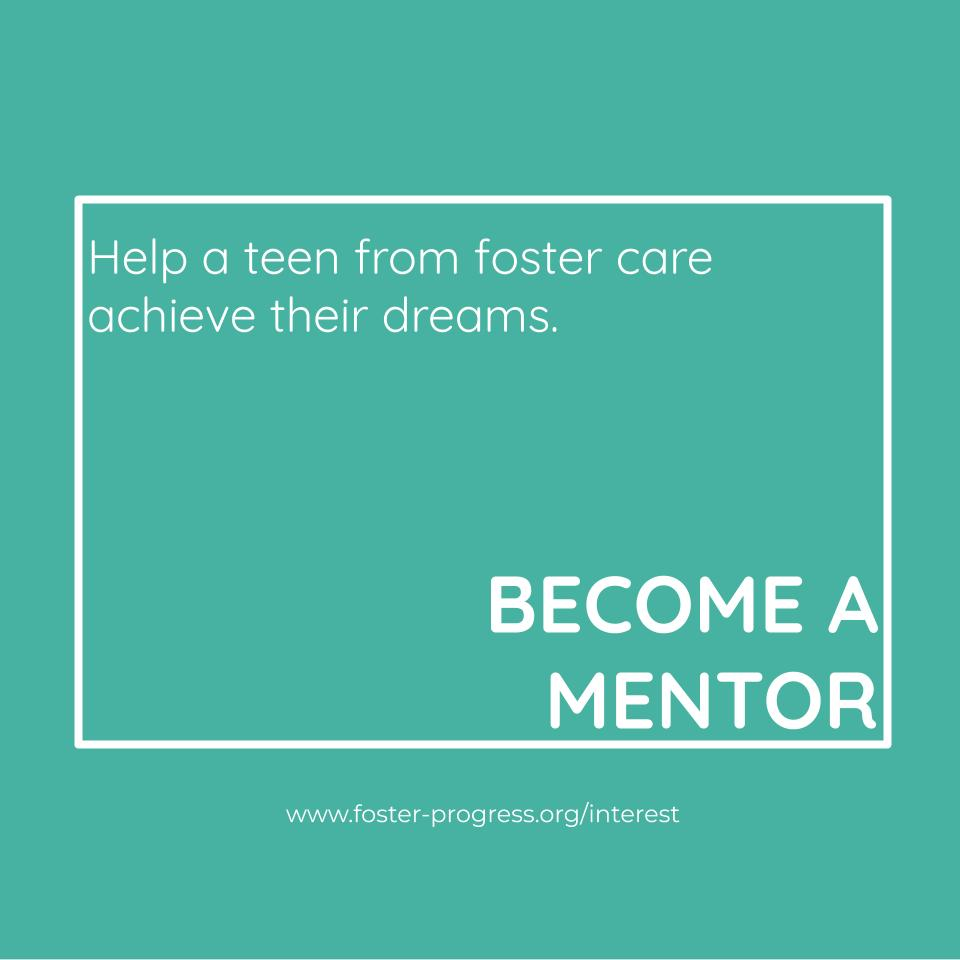 Help a teen from foster care
achieve their dreams.
BECOME A
MENTOR
www.foster-progress.org/interest